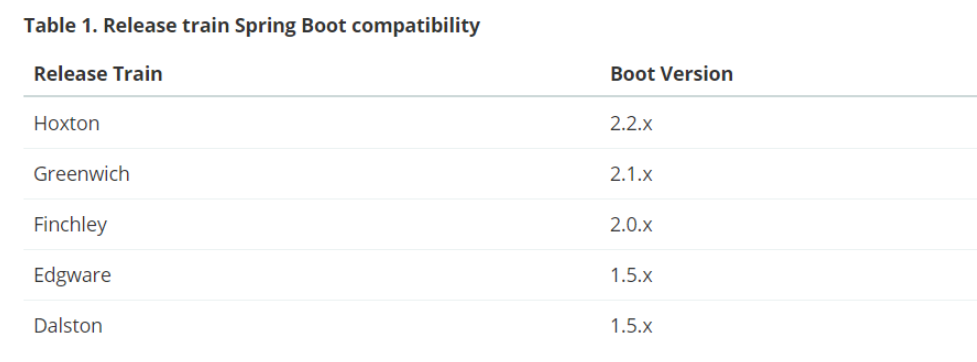 Table 1. Release train Spring Boot compatibility
Release Train Boot Version
Hoxton 2.2.x
Greenwich 2.1.x
Finchley 2.0.x
Edgware 1.5.x
Dalston 1.5.x